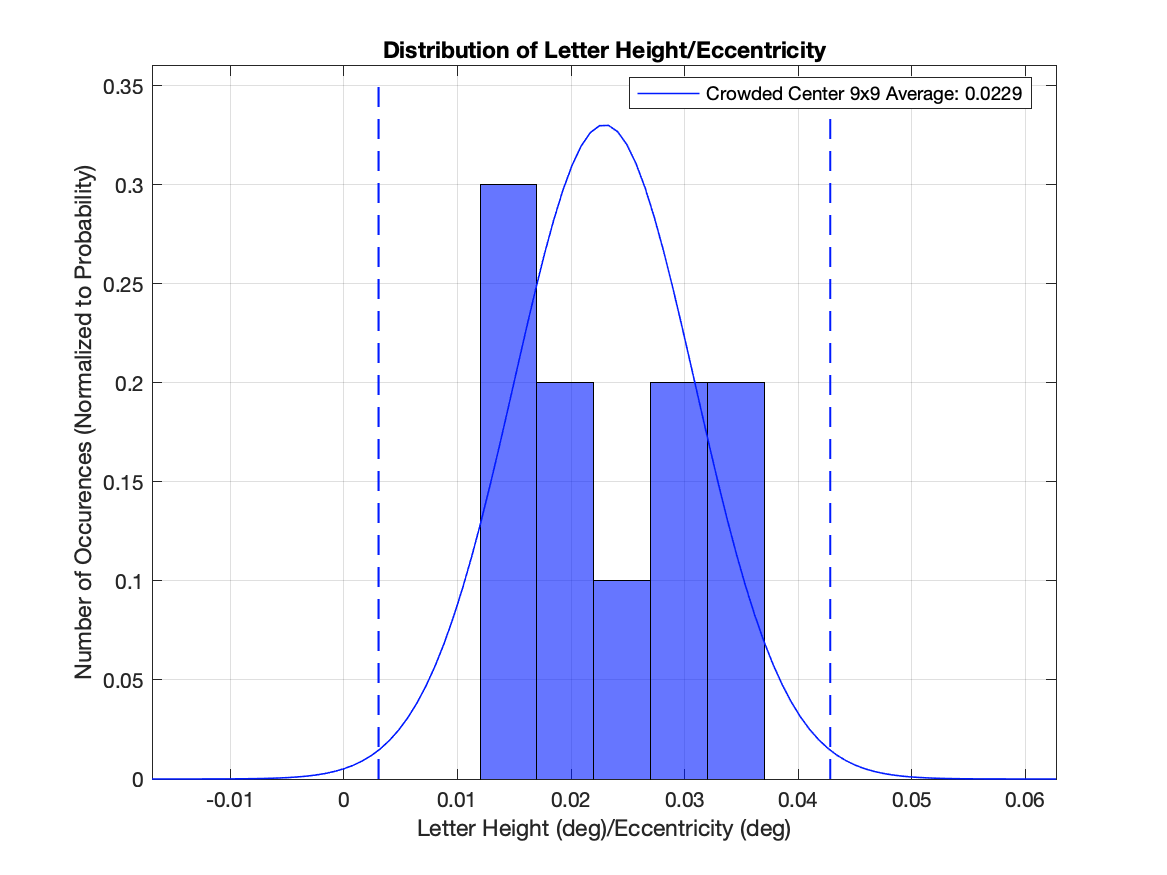 Distribution of Letter Height/Eccentricity
Crowded Center 9x9 Average: 0.0229
Number of Occurences (Normalized to Probability)
0.35
0.3
0.25
0.2
0.15
0.1
0.05
0
-0.01 0 0.01 0.02 0.03 0.04 0.05 0.06
Letter Height (deg)/Eccentricity (deg)